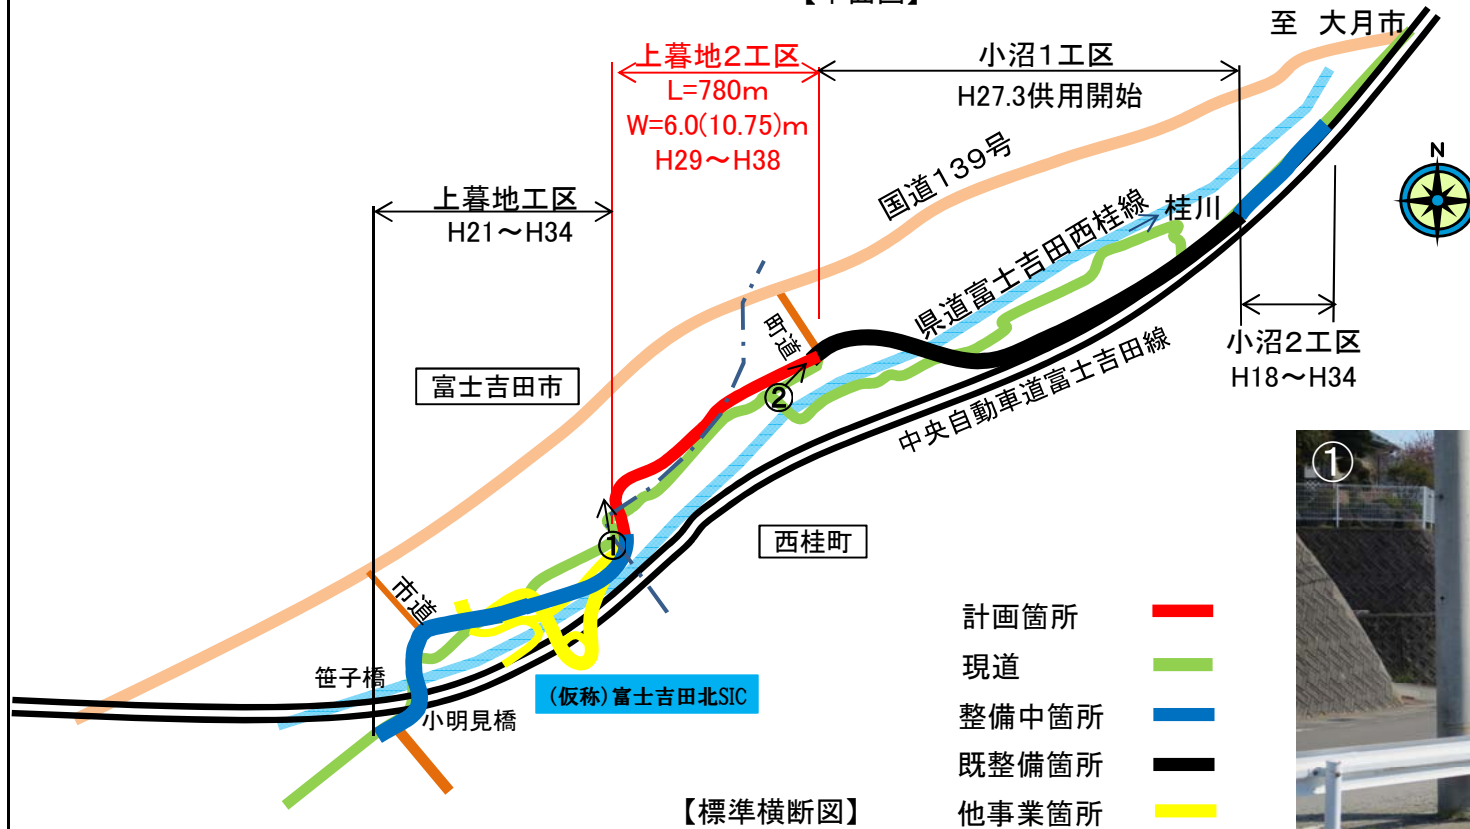 【平面図】
至 大月市
上暮地2工区
L=780m
W=6.0(10.75)m
H29～H38
小沼1工区
H27.3供用開始
国道139号
N
上暮地工区
H21～H34
県道富士吉田西桂線
桂川
町道
小沼2工区
H18～H34
富士吉田市
②
中央自動車道富士吉田線
①
①
西桂町
市道
笹子橋
(仮称)富士吉田北SIC
小明見橋
計画箇所
現道
整備中箇所
既整備箇所
他事業箇所
【標準横断図】